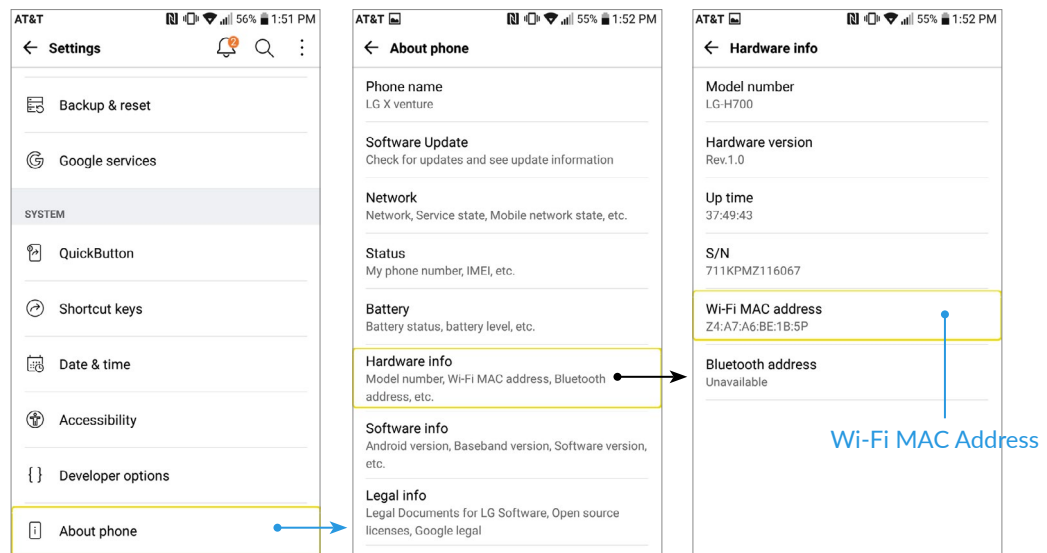 AT&T 56% 1:51 PM
Settings 2
Backup & reset
Google services
SYSTEM
QuickButton
Shortcut keys
Date & time
Accessibility
{ } Developer options
About phone
AT&T 55% 1:52 PM
About phone
Phone name
LG X venture
Software Update
Check for updates and see update information
Network
Network, Service state, Mobile network state, etc.
Status
My phone number, IMEI, etc.
Battery
Battery status, battery level, etc.
Hardware info
Model number, Wi-Fi MAC address, Bluetooth
address, etc.
Software info
Android version, Baseband version, Software version,
etc.
Legal info
Legal Documents for LG Software, Open source
licenses, Google legal
AT&T 55% 1:52 PM
Hardware info
Model number
LG-H700
Hardware version
Rev.1.0
Up time
37:49:43
S/N
711KPMZ116067
Wi-Fi MAC address
Z4:A7:A6:BE:1B:5P
Bluetooth address
Unavailable
Wi-Fi MAC Address